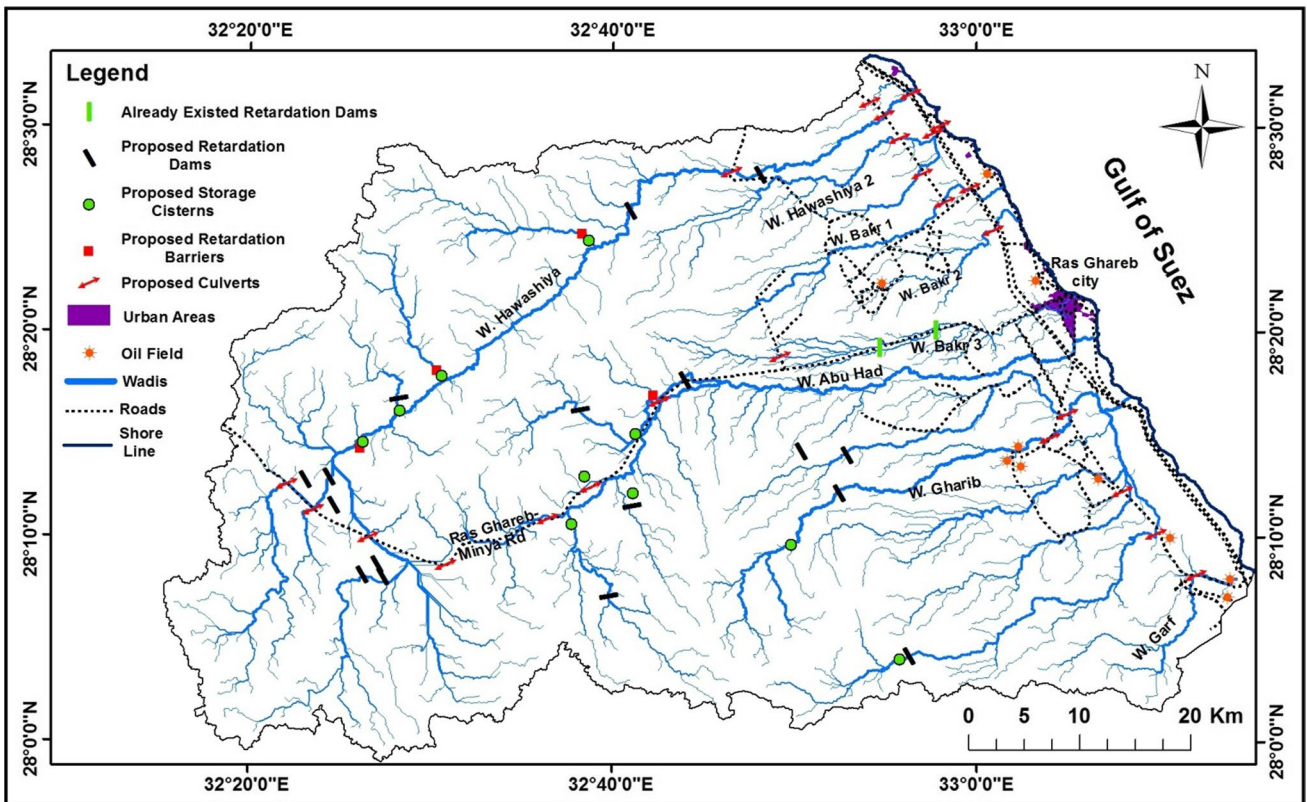 32°20'0"E
32°40'0"E
33°0'0"E
Legend
Already Existed Retardation Dams
Proposed Retardation
Dams
Proposed Storage
Cisterns
Proposed Retardation
Barriers
Proposed Culverts
Urban Areas
Oil Field
Wadis
Roads
Shore
Line
N
28°30'0"N
28°30'0"N
Gulf of Suez
W. Hawashiya 2
W. Bakr 1
W. Bakr 2
Ras Ghareb
city
W. Hawashiya
28°20'0"N
28°20'0"N
W. Bakr 3
W. Abu Had
W. Gharib
Ras Ghareb-
Minya Rd
28°10'0"N
28°10'0"N
W. Garf
28°0'0"N
28°0'0"N
0 5 10 20 Km
32°20'0"E
32°40'0"E
33°0'0"E